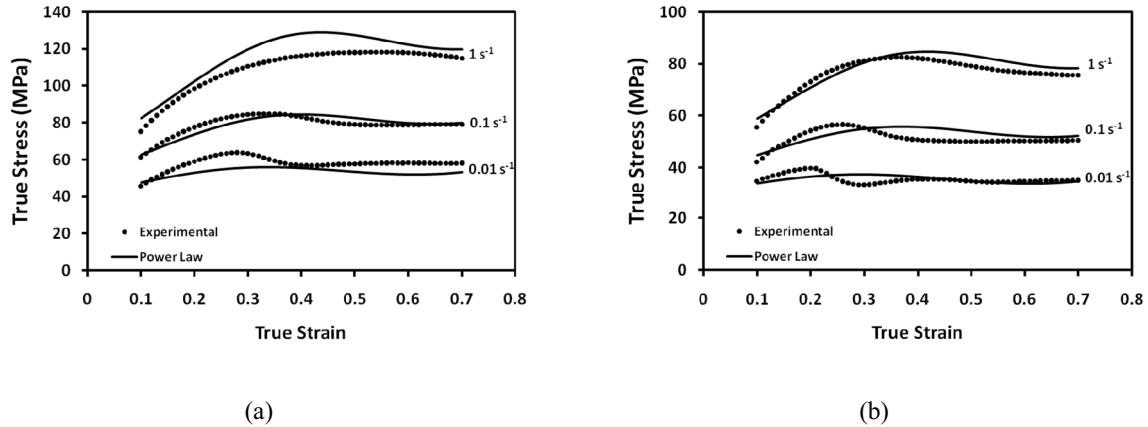 140
120
100
80
60
40
20
0
True Stress (MPa)
1 s-1
0.1 s-1
0.01 s-1
Experimental
Power Law
0 0.1 0.2 0.3 0.4 0.5 0.6 0.7 0.8
True Strain
(a)
100
80
60
40
20
0
True Stress (MPa)
1 s-1
0.1 s-1
0.01 s-1
Experimental
Power Law
0 0.1 0.2 0.3 0.4 0.5 0.6 0.7 0.8
True Strain
(b)